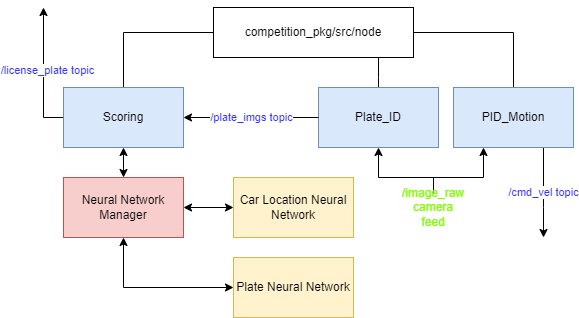 competition_pkg/src/node
/license_plate topic
Scoring
/plate_imgs topic
Plate_ID
PID_Motion
Neural Network
Manager
Car Location Neural
Network
/image_raw
camera
feed
/cmd_vel topic
Plate Neural Network